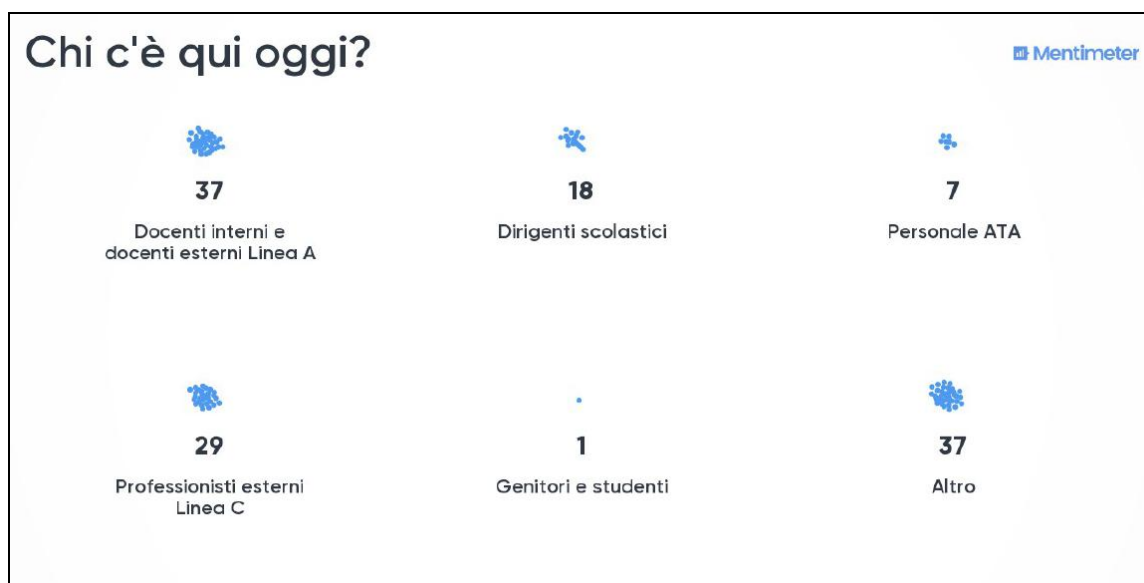 Chi c'è qui oggi?
Mentimeter
37
Docenti interni e
docenti esterni Linea A
18
Dirigenti scolastici
7
Personale ATA
29
Professionisti esterni
Linea C
1
Genitori e studenti
37
Altro